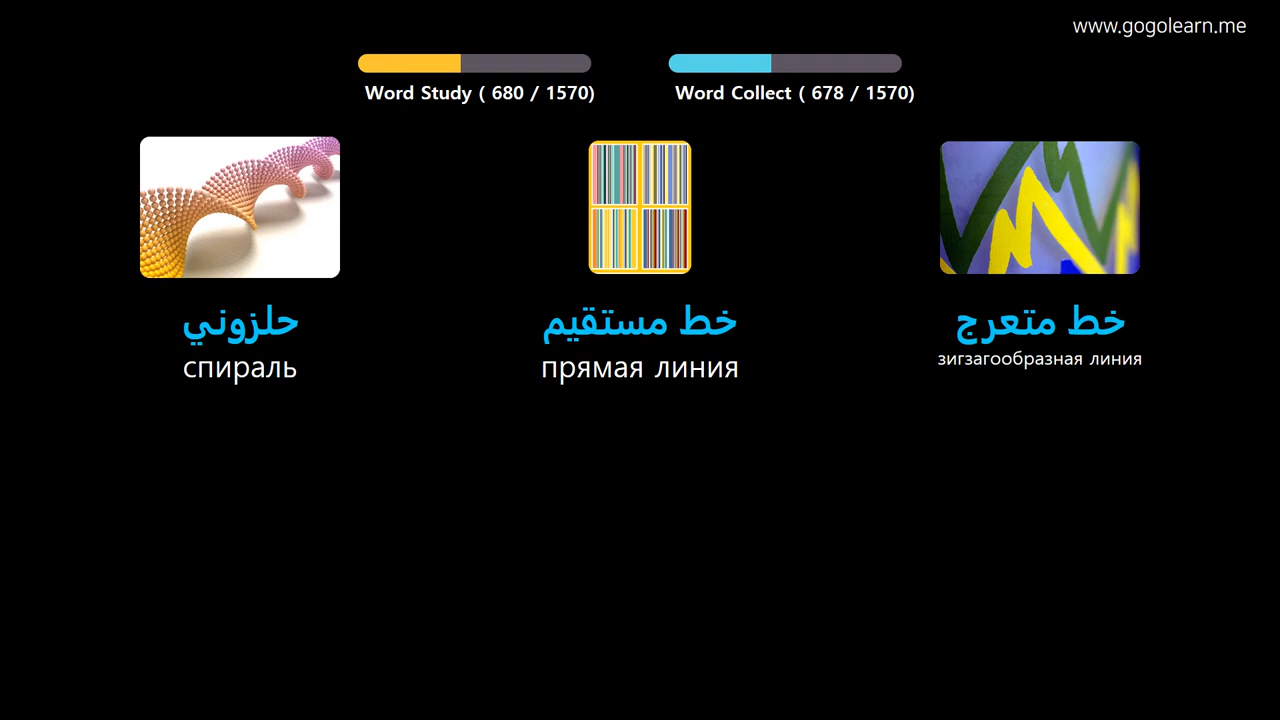 www.gogolearn.me
Word Study ( 680 / 1570)
Word Collect ( 678 / 1570)
حلزوني
спираль
خط مستقيم
прямая линия
خط متعرج
зигзагообразная линия